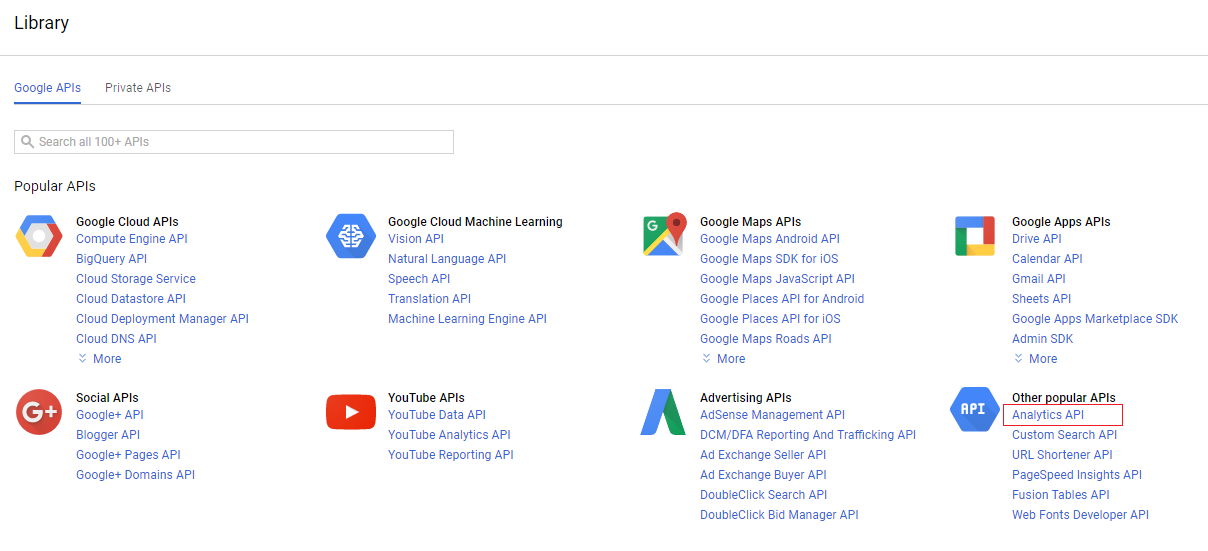 Library
Google APIs
Private APIs
Search all 100+ APIs
Popular APIs
Google Cloud APIs
Compute Engine API
BigQuery API
Cloud Storage Service
Cloud Datastore API
Cloud Deployment Manager API
Cloud DNS API
More
Google Cloud Machine Learning
Vision API
Natural Language API
Speech API
Translation API
Machine Learning Engine API
G
Google Maps APIs
Google Maps Android API
Google Maps SDK for iOS
Google Maps JavaScript API
Google Places API for Android
Google Places API for iOS
Google Maps Roads API
More
Google Apps APIs
Drive API
Calendar API
Gmail API
Sheets API
Google Apps Marketplace SDK
Admin SDK
More
G+
Social APIs
Google+ API
Blogger API
Google+ Pages API
Google+ Domains API
YouTube APIs
YouTube Data API
YouTube Analytics API
YouTube Reporting API
Advertising APIs
AdSense Management API
DCM/DFA Reporting And Trafficking API
Ad Exchange Seller API
Ad Exchange Buyer API
DoubleClick Search API
DoubleClick Bid Manager API
API
Other popular APIs
Analytics API
Custom Search API
URL Shortener API
PageSpeed Insights API
Fusion Tables API
Web Fonts Developer API